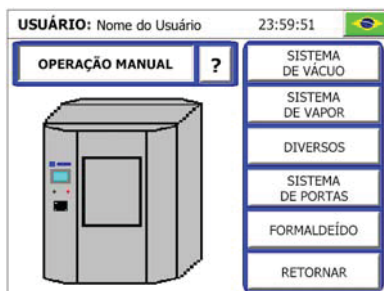 USUÁRIO: Nome do Usuário 23:59:51
OPERAÇÃO MANUAL ?
SISTEMA
DE VÁCUO
SISTEMA
DE VAPOR
DIVERSOS
SISTEMA
DE PORTAS
FORMALDEÍDO
RETORNAR